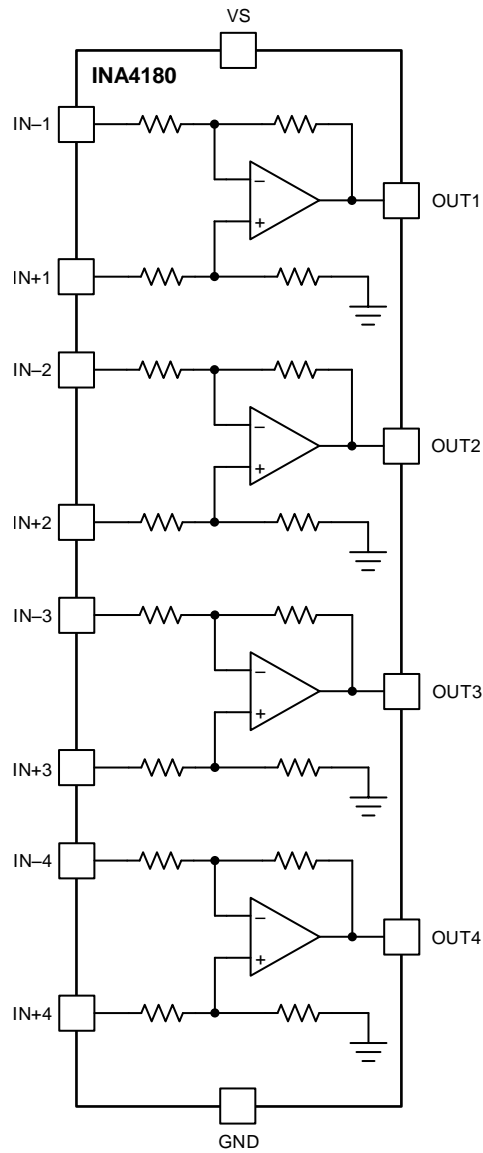 VS
INA4180
IN–1
OUT1
IN+1
IN–2
OUT2
IN+2
IN–3
OUT3
IN+3
IN–4
OUT4
IN+4
GND
–
+
–
+
–
+
–
+